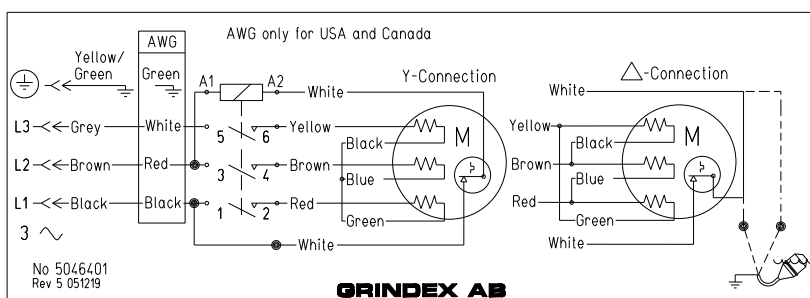 AWG only for USA and Canada
AWG
Yellow/
Green
Green
A1 A2 White
Y-Connection
△-Connection
White
L3 Grey White 5 6 Yellow Black M
Yellow Black M
L2 Brown Red 3 4 Brown Blue
Brown Blue
L1 Black Black 1 2 Red Green
Red Green
White
White
3 ~
No 5046401
Rev 5 051219
GRINDEX AB